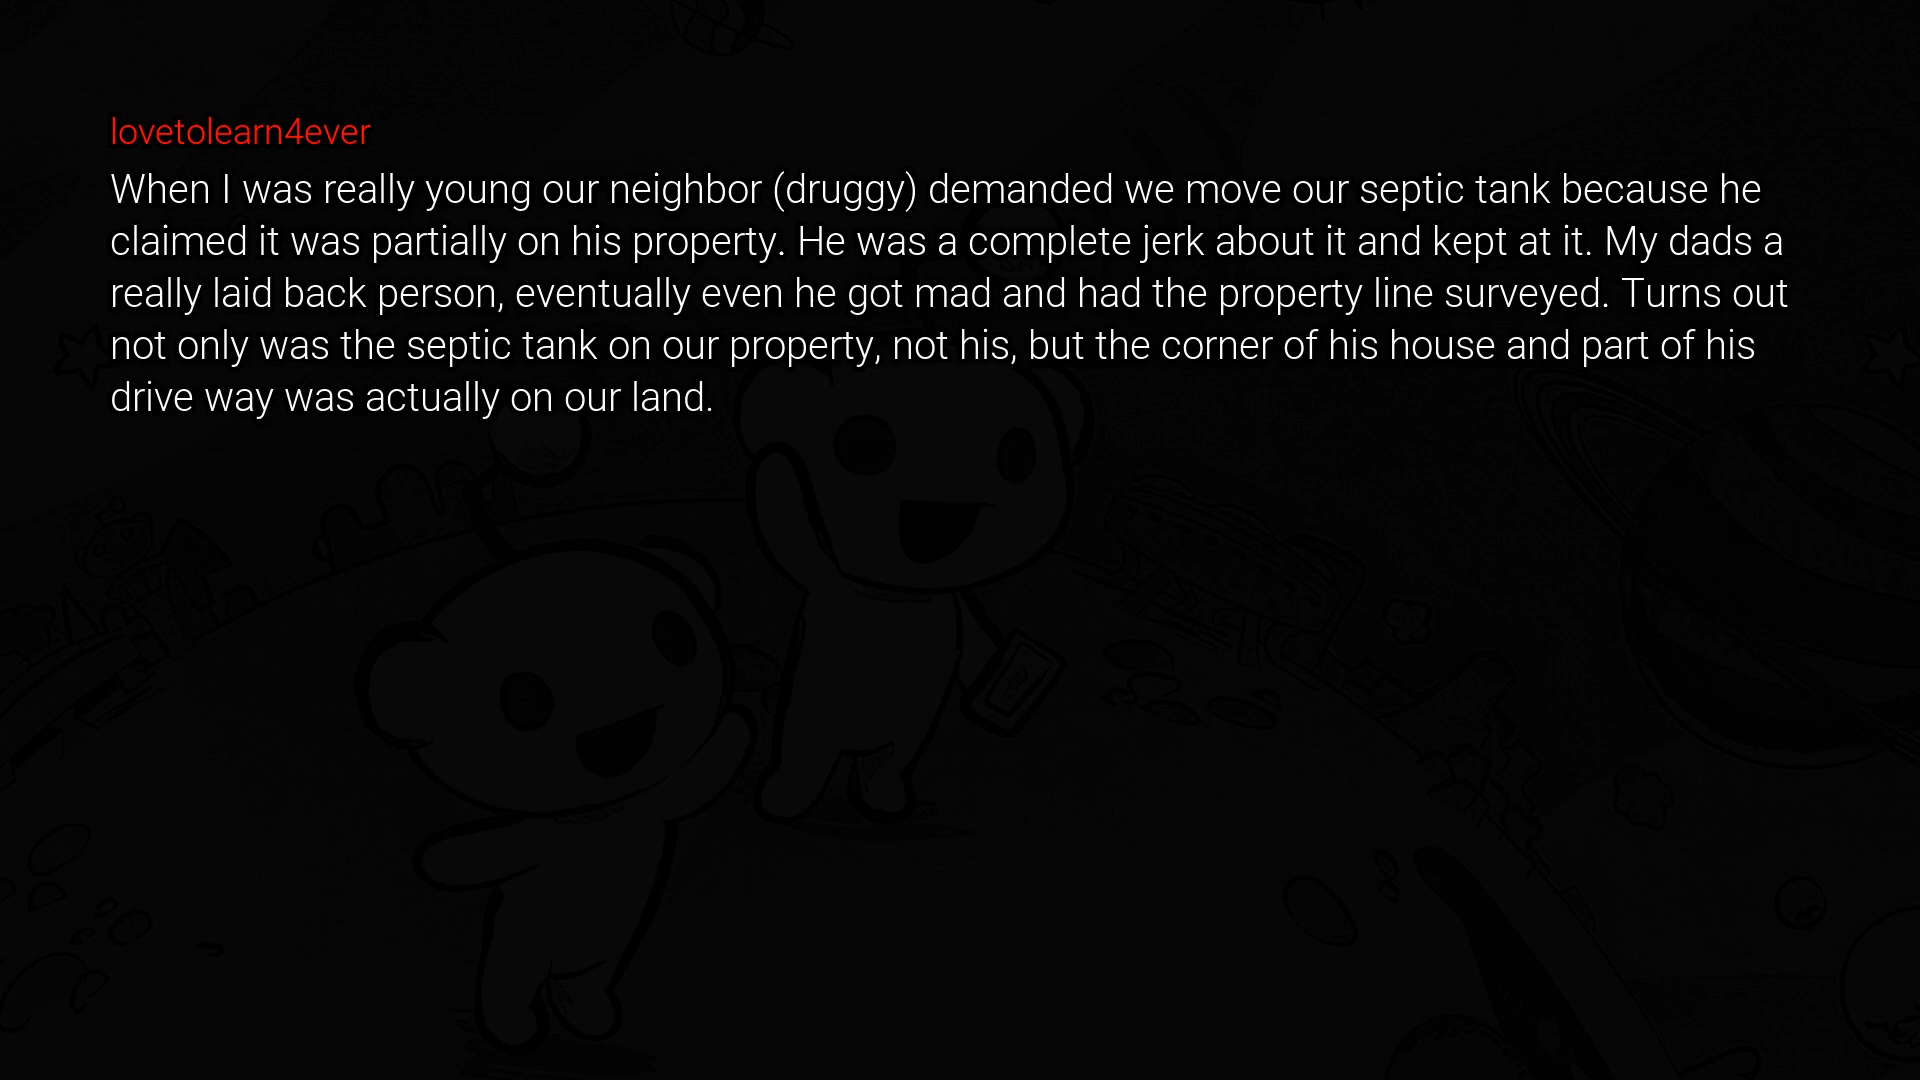 lovetolearn4ever
When I was really young our neighbor (druggy) demanded we move our septic tank because he
claimed it was partially on his property. He was a complete jerk about it and kept at it. My dads a
really laid back person, eventually even he got mad and had the property line surveyed. Turns out
not only was the septic tank on our property, not his, but the corner of his house and part of his
drive way was actually on our land.